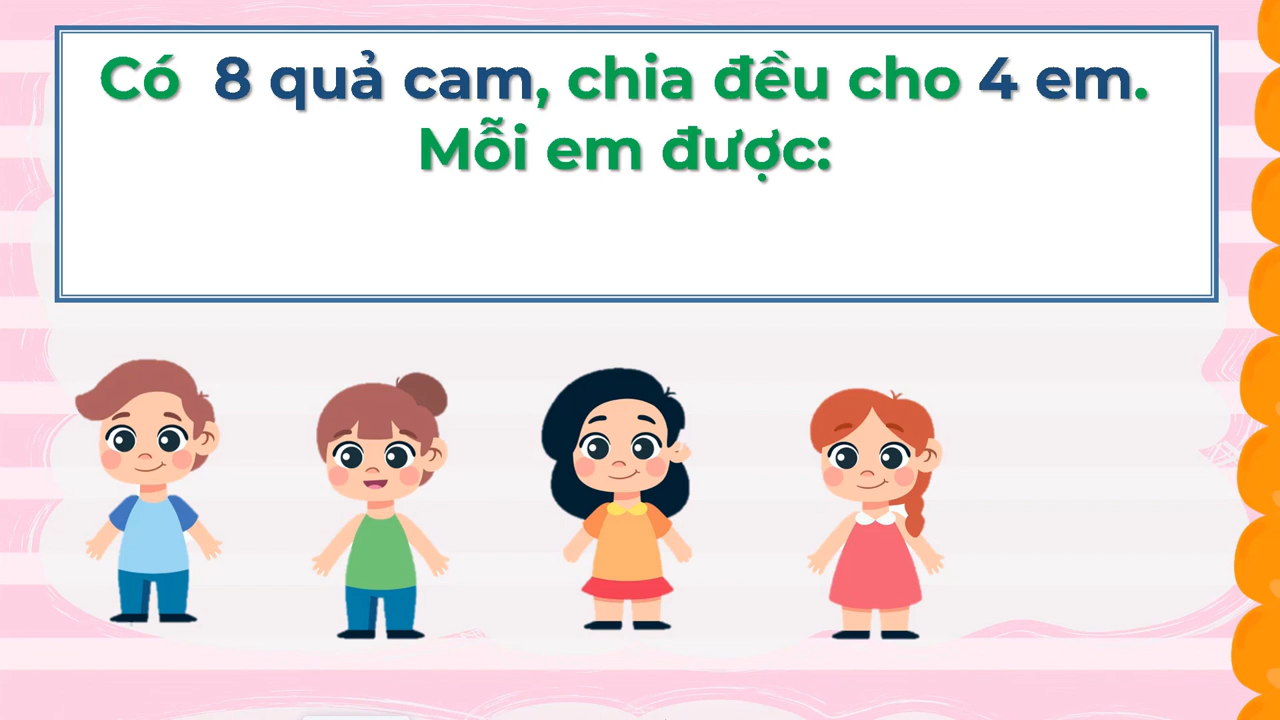 Có 8 quả cam, chia đều cho 4 em.
Mỗi em được: